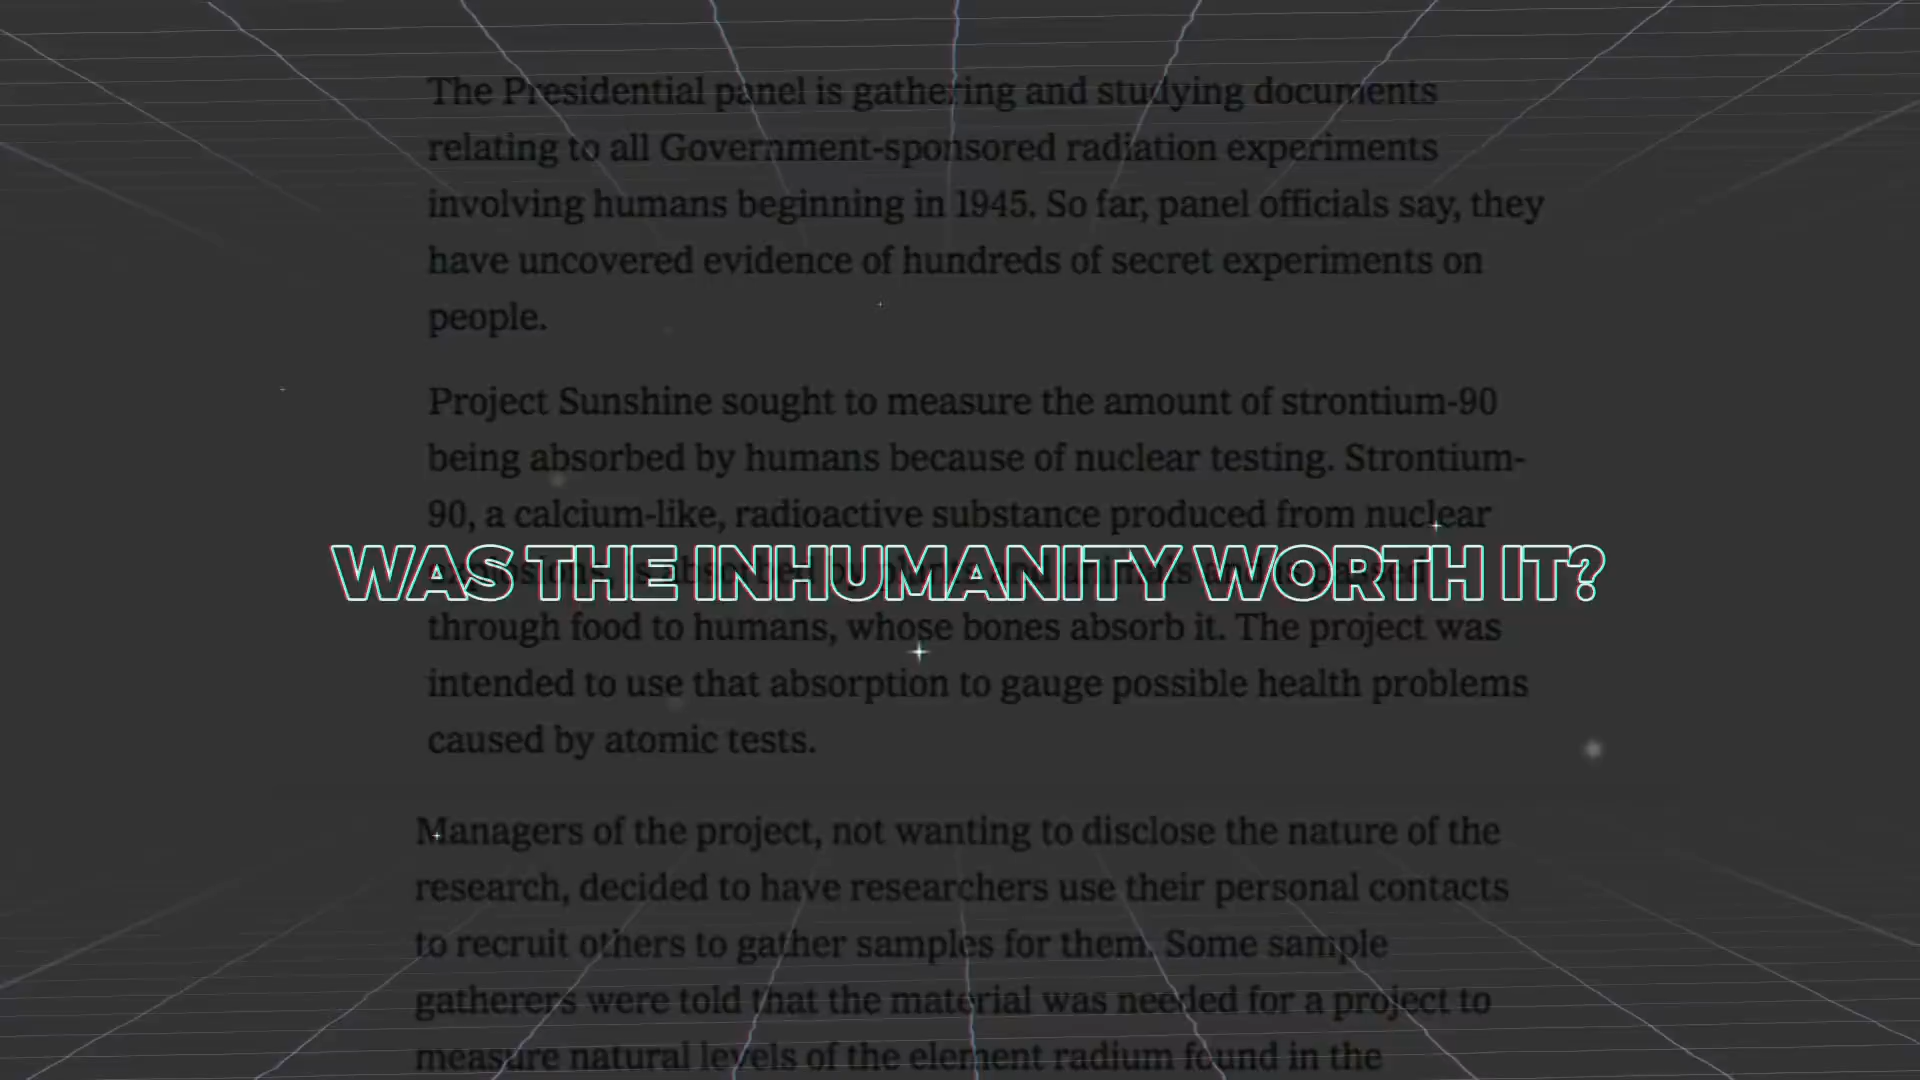 The Presidential panel is gathering and studying documents
relating to all Government-sponsored radiation experiments
involving humans beginning in 1945. So far, panel officials say, they
have uncovered evidence of hundreds of secret experiments on
people.
Project Sunshine sought to measure the amount of strontium-90
being absorbed by humans because of nuclear testing. Strontium-
90, a calcium-like, radioactive substance produced from nuclear
WAS THE INHUMANITY WORTH IT?
through food to humans, whose bones absorb it. The project was
intended to use that absorption to gauge possible health problems
caused by atomic tests.
Managers of the project, not wanting to disclose the nature of the
research, decided to have researchers use their personal contacts
to recruit others to gather samples for them. Some sample
gatherers were told that the material was needed for a project to
measure natural levels of the element radium found in the